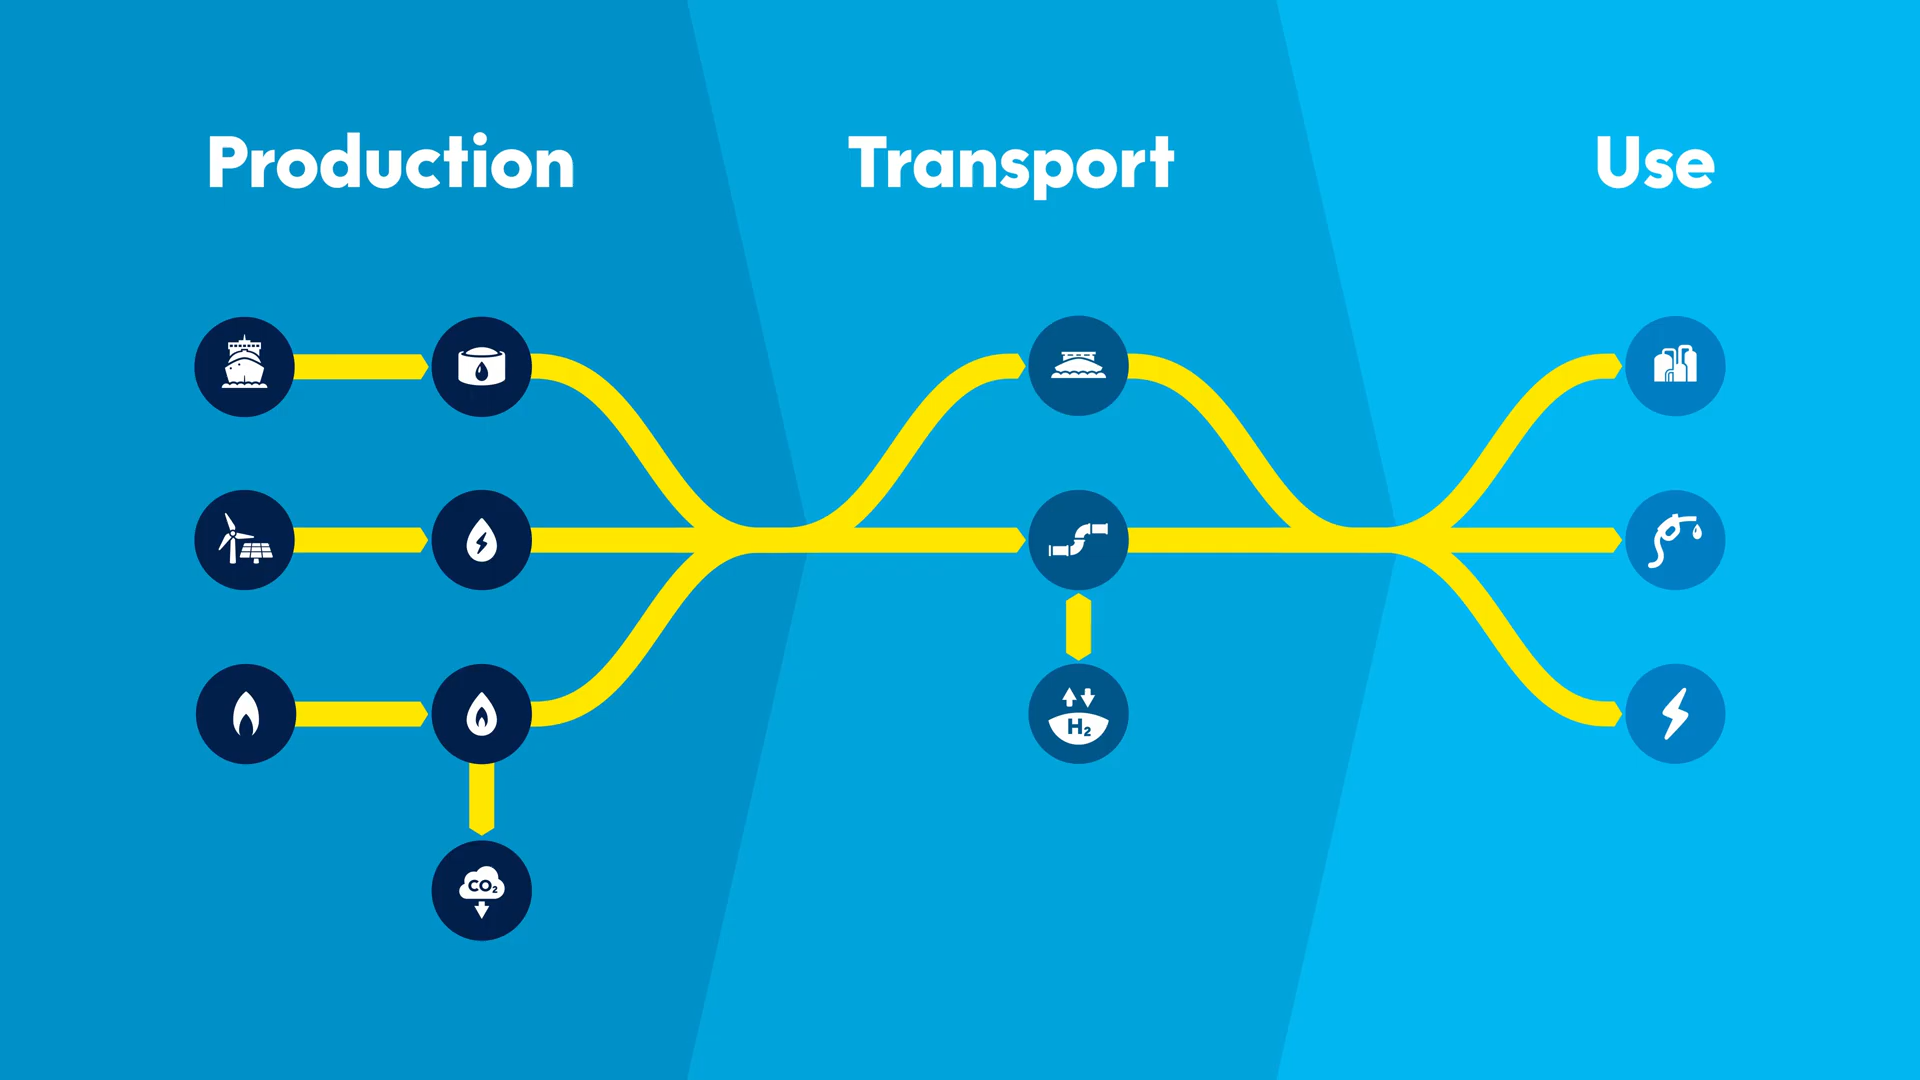 Production
Transport
Use
H₂
CO₂